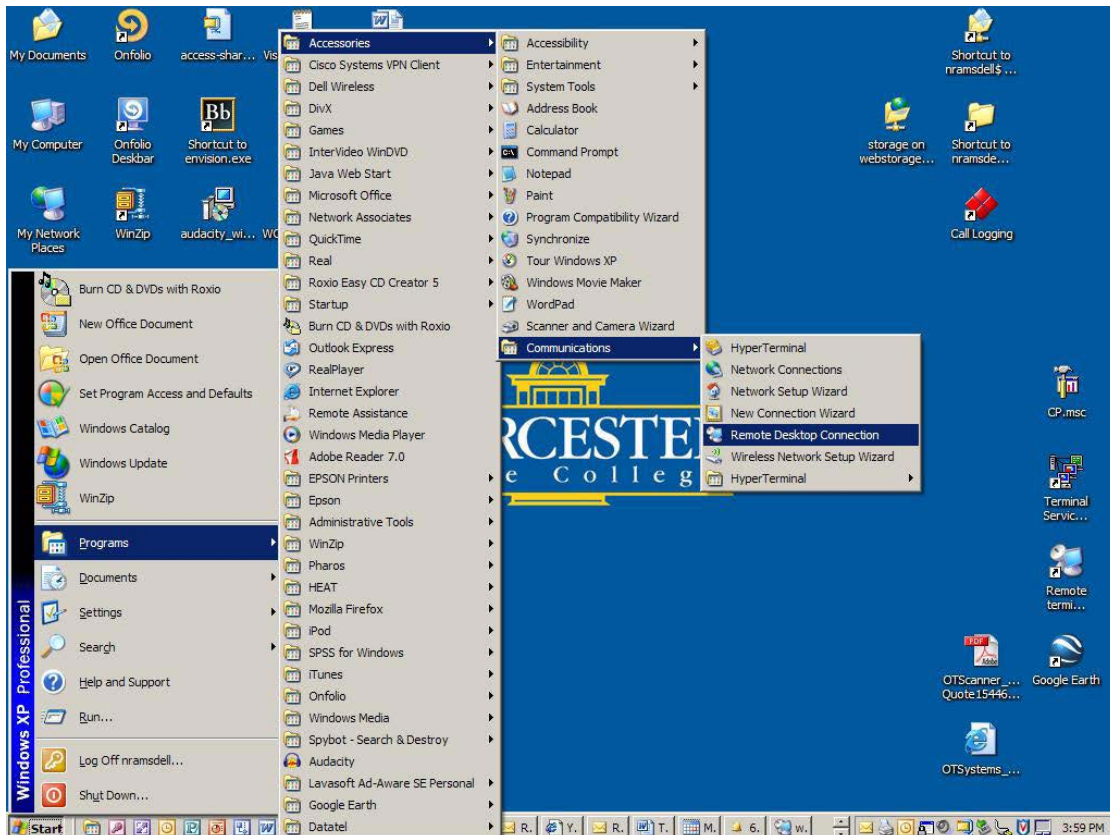 My Documents
Onfolio
access-shar...
Vis
My Computer
Onfolio
Deskbar
Shortcut to
envision.exe
My Network
Places
WinZip
audacity_wi...
WO
Burn CD & DVDs with Roxio
New Office Document
Open Office Document
Set Program Access and Defaults
Windows Catalog
Windows Update
WinZip
Programs
Documents
Settings
Search
Help and Support
Run...
Log Off nramsdell...
Shut Down...
Windows XP Professional
Accessories
Cisco Systems VPN Client
Dell Wireless
DivX
Games
InterVideo WinDVD
Java Web Start
Microsoft Office
Network Associates
QuickTime
Real
Roxio Easy CD Creator 5
Startup
Burn CD & DVDs with Roxio
Outlook Express
RealPlayer
Internet Explorer
Remote Assistance
Windows Media Player
Adobe Reader 7.0
EPSON Printers
Epson
Administrative Tools
WinZip
Pharos
HEAT
Mozilla Firefox
iPod
SPSS for Windows
iTunes
Onfolio
Windows Media
Spybot - Search & Destroy
Audacity
Lavasoft Ad-Aware SE Personal
Google Earth
Datatel
Accessibility
Entertainment
System Tools
Address Book
Calculator
Command Prompt
Notepad
Paint
Program Compatibility Wizard
Synchronize
Tour Windows XP
Windows Movie Maker
WordPad
Scanner and Camera Wizard
Communications
HyperTerminal
Network Connections
Network Setup Wizard
New Connection Wizard
Remote Desktop Connection
Wireless Network Setup Wizard
HyperTerminal
RCESTE
e Colleg
Shortcut to
nramsdell$ ...
storage on
webstorage...
Shortcut to
nramsde...
Call Logging
CP.msc
Terminal
Servic...
Remote
termi...
OTScanner_...
Quote15446...
Google Earth
OTSystems_...
Start
R.
Y.
R.
T.
M.
6.
w.
3:59 PM